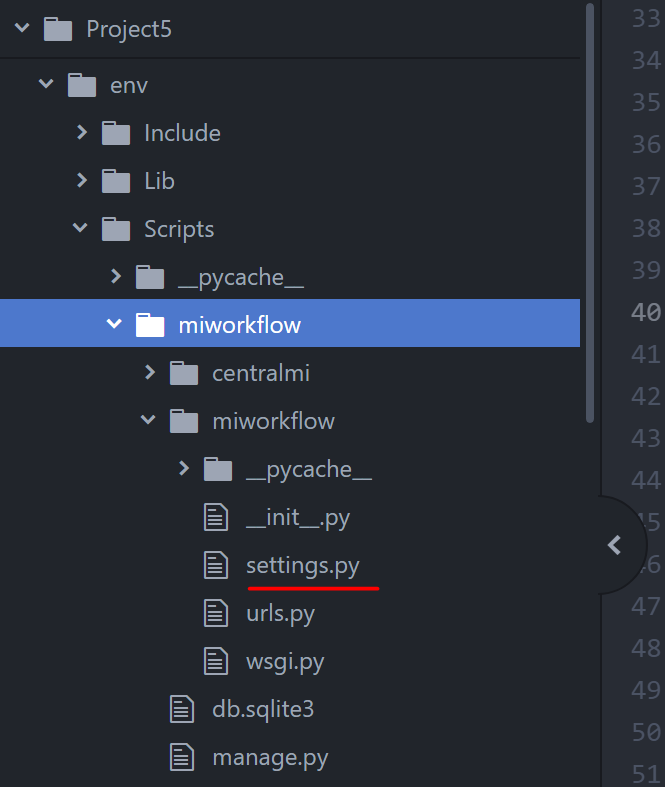 Project5
env
Include
Lib
Scripts
__pycache__
miworkflow
centralmi
miworkflow
__pycache__
__init__.py
settings.py
urls.py
wsgi.py
db.sqlite3
manage.py
33
34
35
36
37
38
39
40
41
42
43
44
45
46
47
48
49
50
51